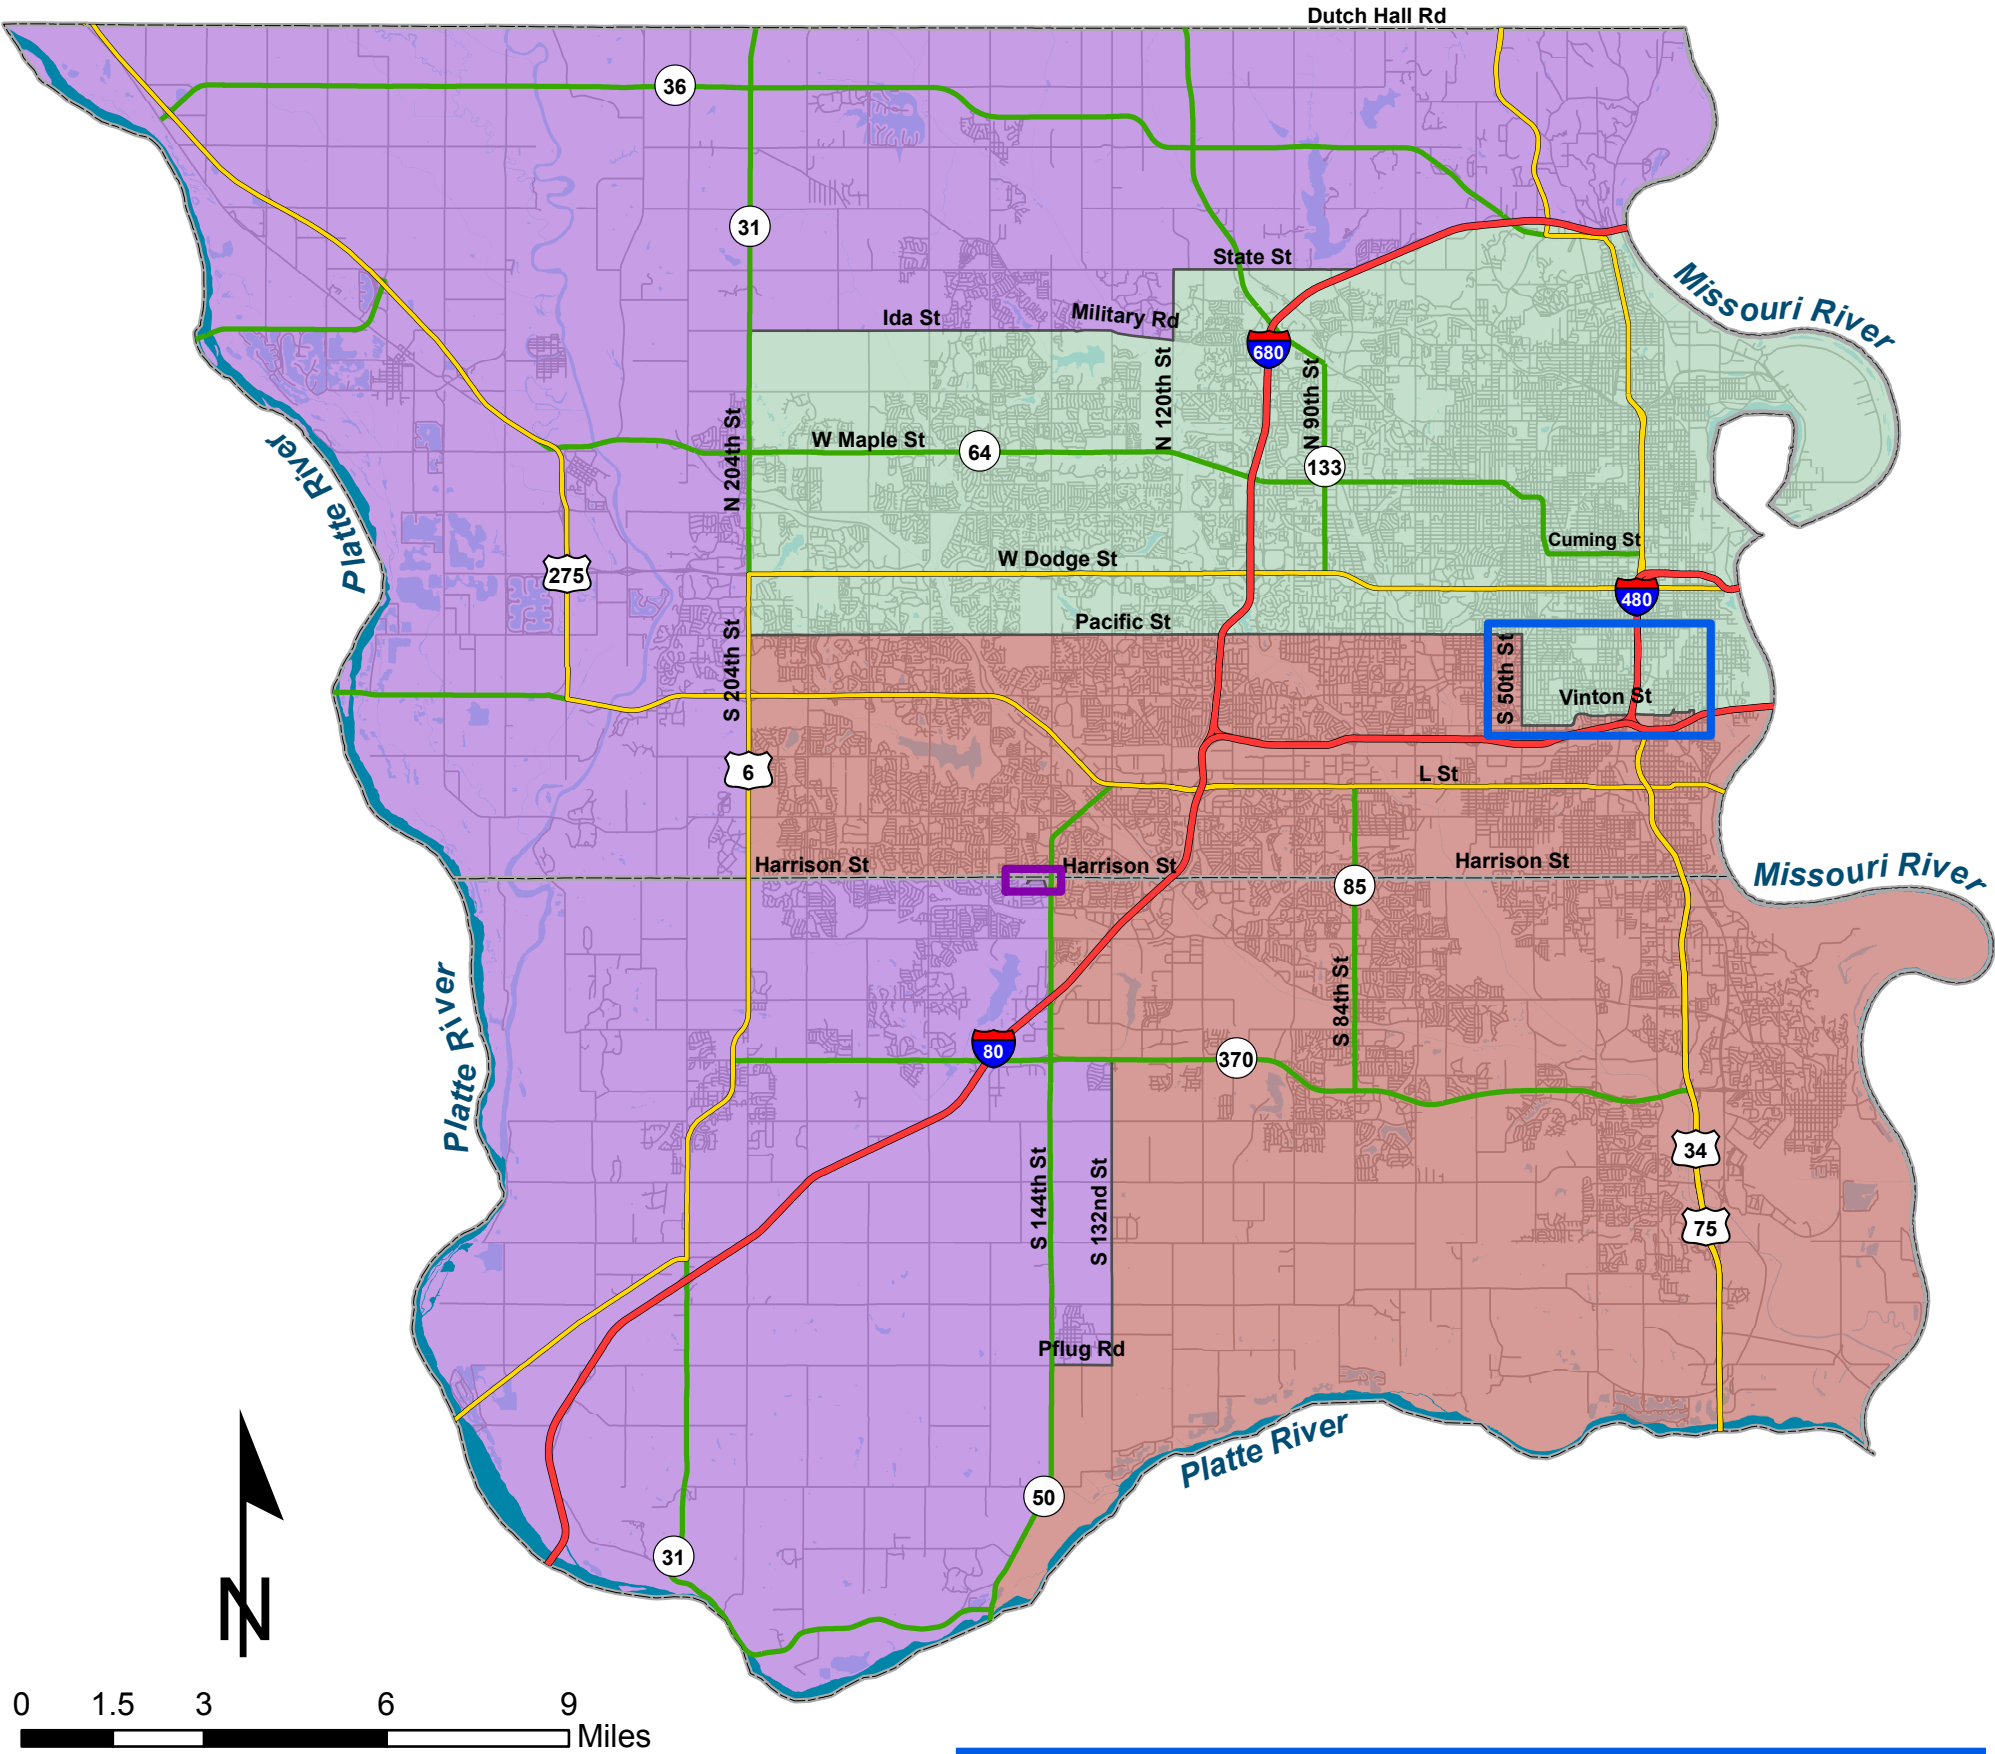 Dutch Hall Rd
36
31
State St
Missouri River
Ida St
Military Rd
680
N 120th St
N 90th St
N 204th St
W Maple St
64
133
Platte River
Cuming St
W Dodge St
275
480
Pacific St
S 204th St
S 50th St
Vinton St
6
L St
Harrison St
Harrison St
Harrison St
85
Missouri River
Platte River
S 84th St
80
370
S 144th St
S 132nd St
34
75
Pflug Rd
Platte River
50
31
N
0 1.5 3 6 9
Miles